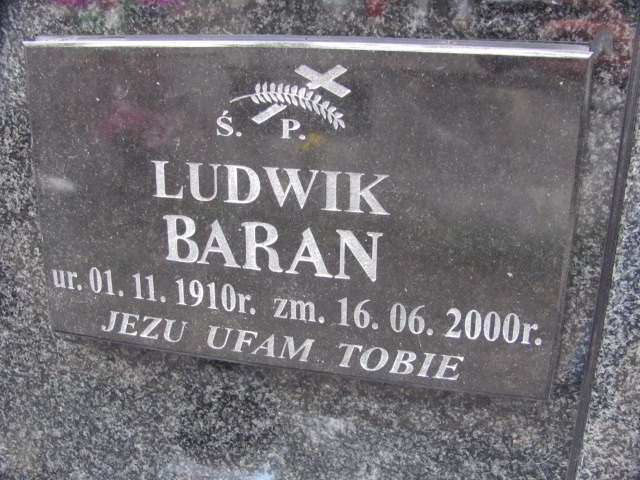 Ś. P.
LUDWIK
BARAN
ur. 01. 11. 1910r. zm. 16. 06. 2000r.
JEZU UFAM TOBIE